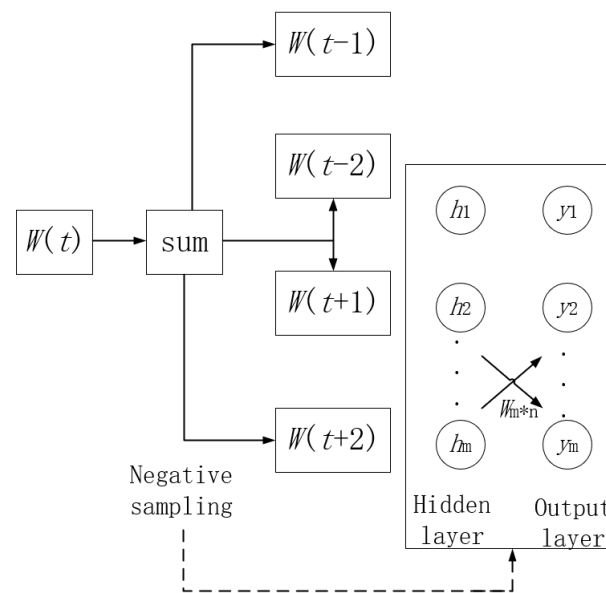 W(t-1)
W(t-2)
W(t)
sum
W(t+1)
W(t+2)
Negative
sampling
h1
y1
h2
y2
Wm*n
hm
ym
Hidden
layer
Output
layer